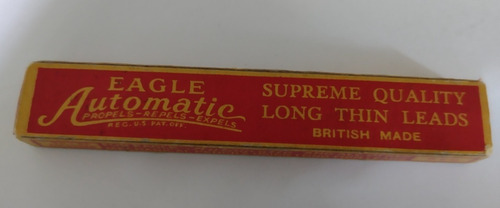 EAGLE
Automatic
PROPELS-REPELS-EXPELS
REG. U.S. PAT. OFF.
SUPREME QUALITY
LONG THIN LEADS
BRITISH MADE